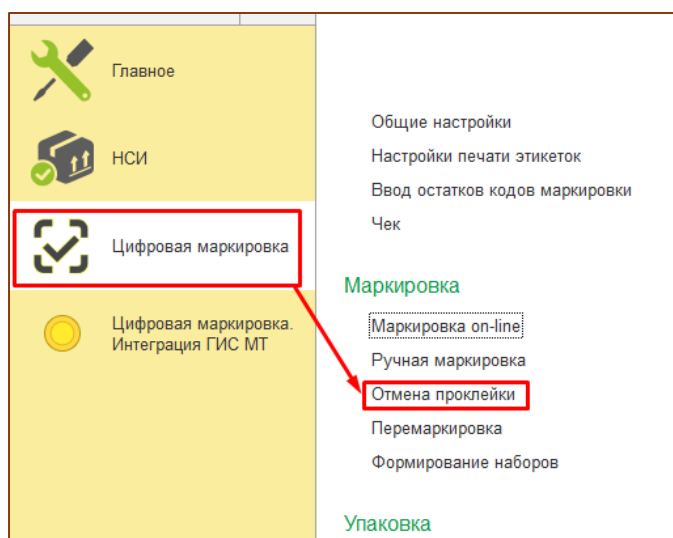 Главное
НСИ
Цифровая маркировка
Цифровая маркировка.
Интеграция ГИС МТ
Общие настройки
Настройки печати этикеток
Ввод остатков кодов маркировки
Чек
Маркировка
Маркировка on-line
Ручная маркировка
Отмена проклейки
Перемаркировка
Формирование наборов
Упаковка